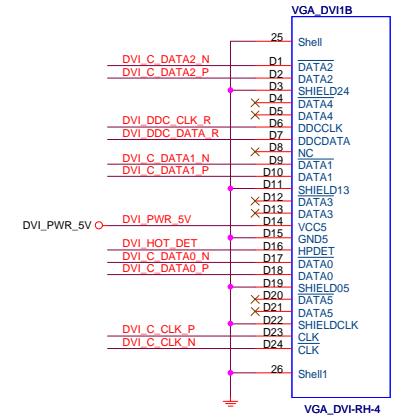 VGA_DVI1B
25 Shell
DVI_C_DATA2_N D1 DATA2
DVI_C_DATA2_P D2 DATA2
D3 SHIELD24
D4 DATA4
D5 DATA4
DVI_DDC_CLK_R D6 DDCCLK
DVI_DDC_DATA_R D7 DDCDATA
D8 NC
DVI_C_DATA1_N D9 DATA1
DVI_C_DATA1_P D10 DATA1
D11 SHIELD13
D12 DATA3
D13 DATA3
DVI_PWR_5V DVI_PWR_5V D14 VCC5
D15 GND5
DVI_HOT_DET D16 HPDET
DVI_C_DATA0_N D17 DATA0
DVI_C_DATA0_P D18 DATA0
D19 SHIELD05
D20 DATA5
D21 DATA5
D22 SHIELDCLK
DVI_C_CLK_P D23 CLK
DVI_C_CLK_N D24 CLK
26 Shell1
VGA_DVI-RH-4